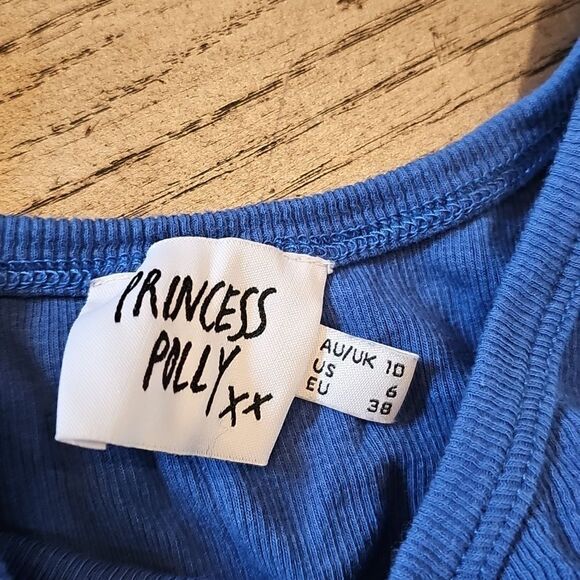 PRINCESS
POLLY
XX
AU/UK 10
US 6
EU 38